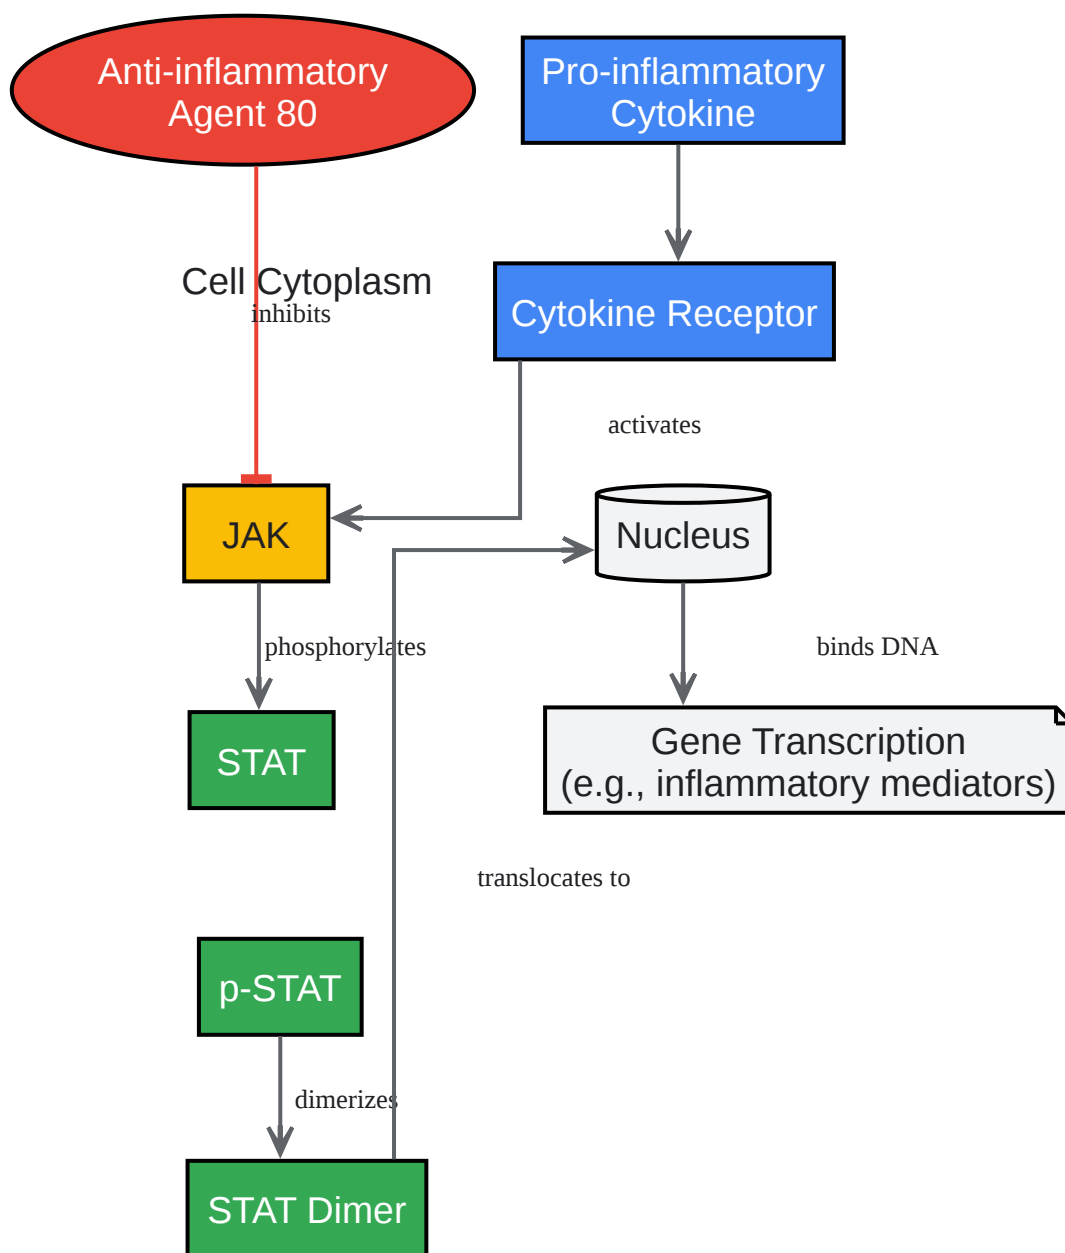 Anti-inflammatory
Agent 80
Pro-inflammatory
Cytokine
Cell Cytoplasm
inhibits
Cytokine Receptor
activates
JAK
Nucleus
phosphorylates
binds DNA
STAT
Gene Transcription
(e.g., inflammatory mediators)
translocates to
p-STAT
dimerizes
STAT Dimer